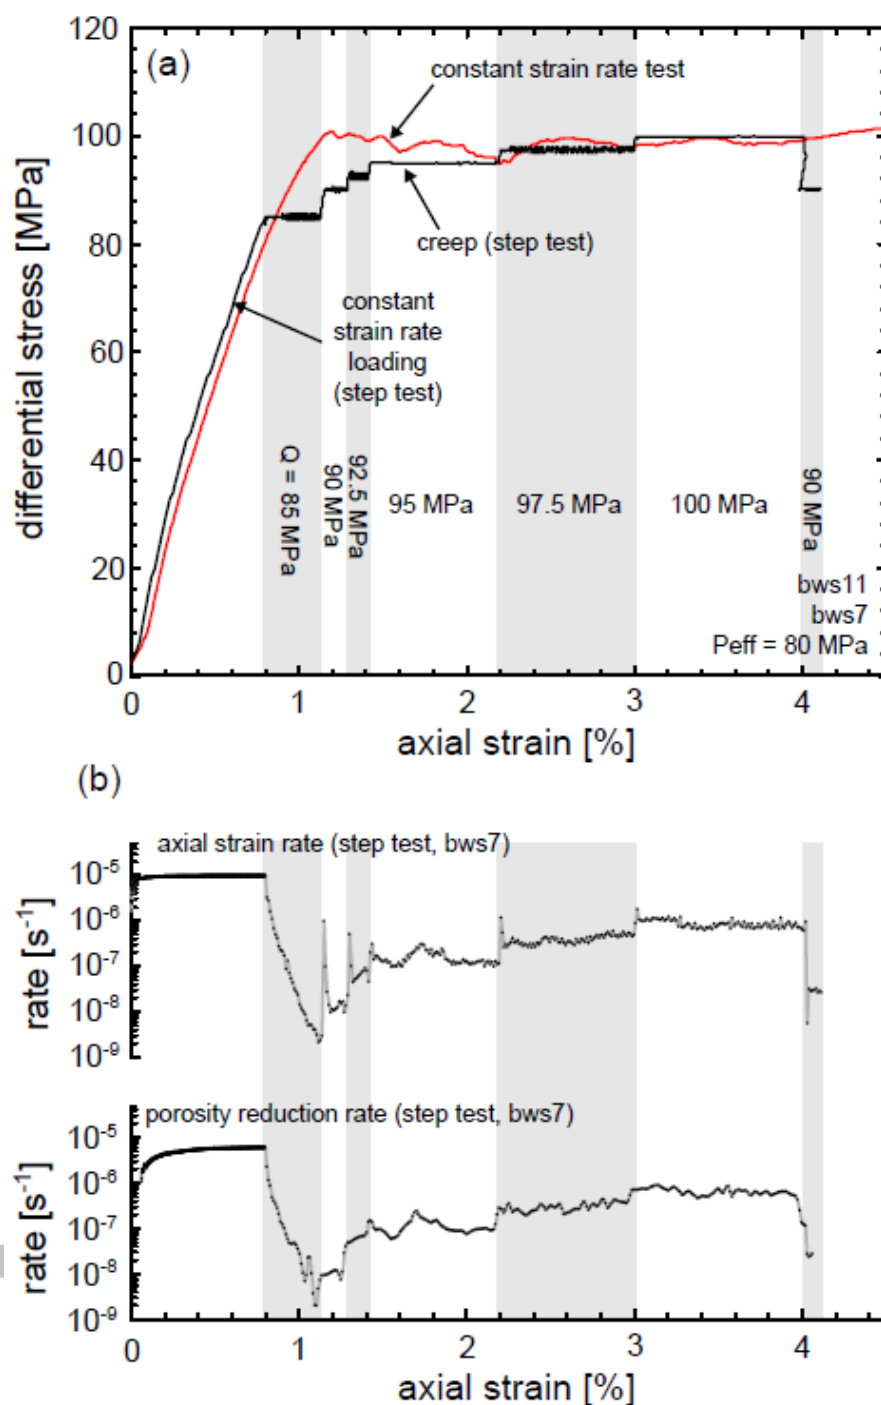 (a)
120
100
80
60
40
20
0
differential stress [MPa]
constant strain rate test
creep (step test)
constant
strain rate
loading
(step test)
Q = 85 MPa
90 MPa
92.5 MPa
95 MPa
97.5 MPa
100 MPa
90 MPa
bws11
bws7
Peff = 80 MPa
0 1 2 3 4
axial strain [%]
(b)
axial strain rate (step test, bws7)
10⁻⁵
10⁻⁶
10⁻⁷
10⁻⁸
10⁻⁹
rate [s⁻¹]
porosity reduction rate (step test, bws7)
10⁻⁵
10⁻⁶
10⁻⁷
10⁻⁸
10⁻⁹
rate [s⁻¹]
0 1 2 3 4
axial strain [%]